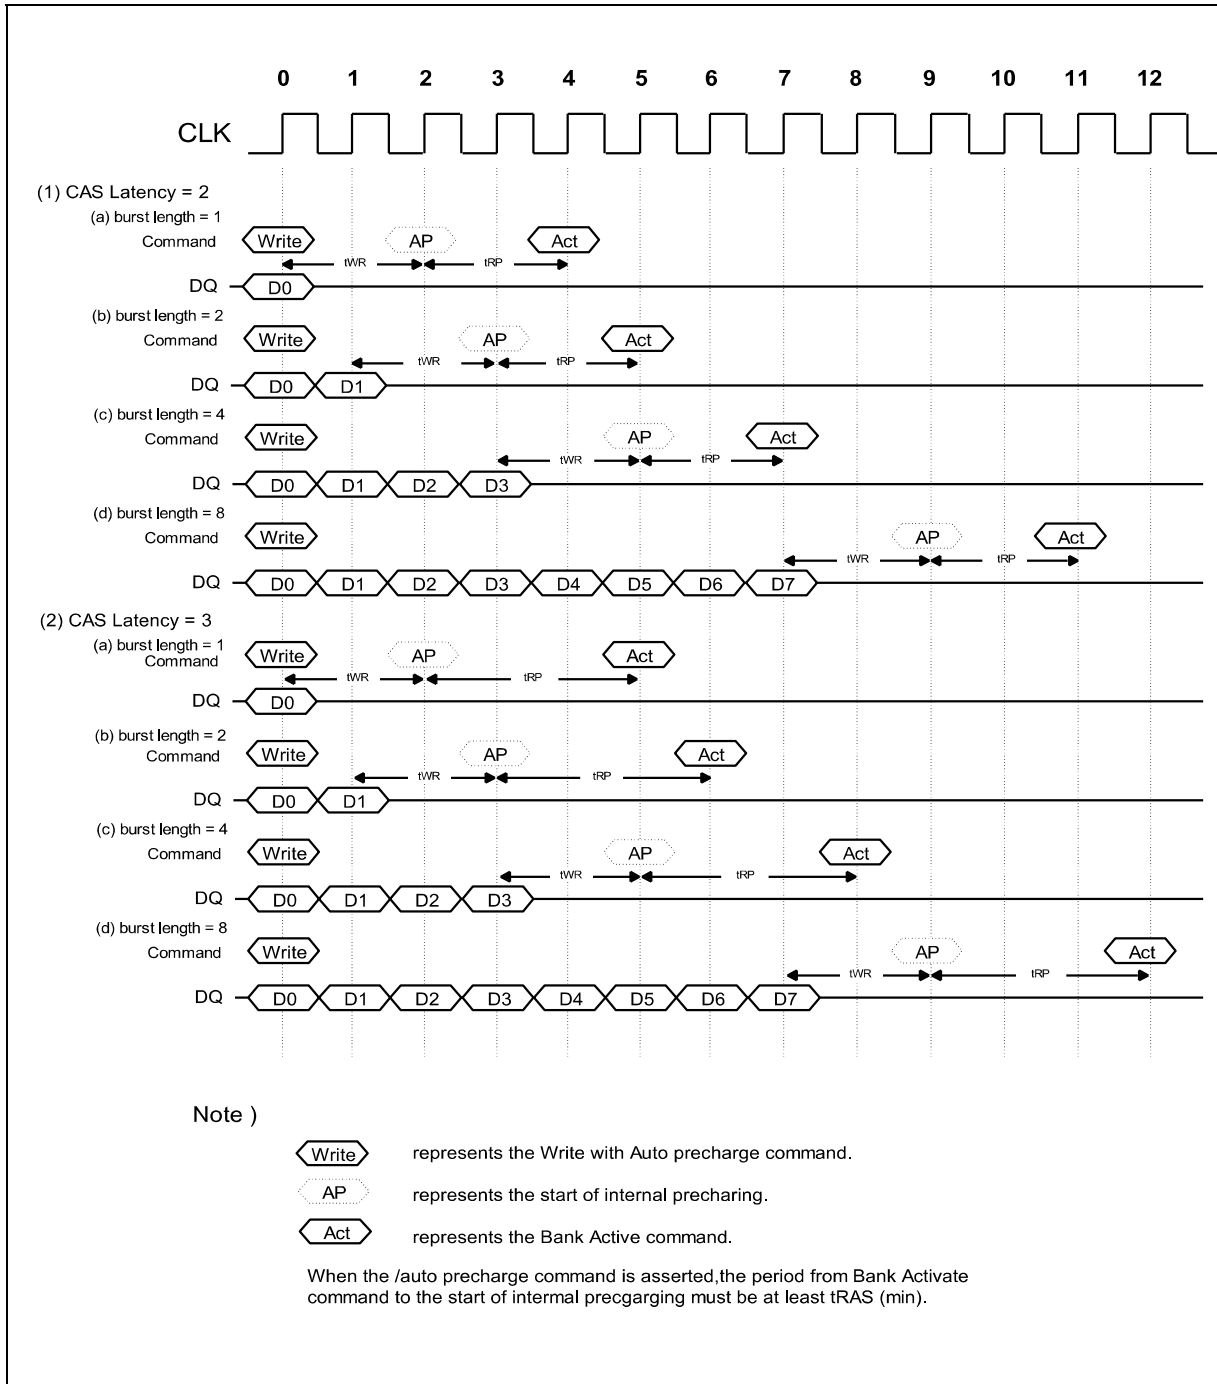 0 1 2 3 4 5 6 7 8 9 10 11 12
CLK
(1) CAS Latency = 2
(a) burst length = 1
Command Write AP Act
tWR tRP
DQ D0
(b) burst length = 2
Command Write AP Act
tWR tRP
DQ D0 D1
(c) burst length = 4
Command Write AP Act
tWR tRP
DQ D0 D1 D2 D3
(d) burst length = 8
Command Write AP Act
tWR tRP
DQ D0 D1 D2 D3 D4 D5 D6 D7
(2) CAS Latency = 3
(a) burst length = 1
Command Write AP Act
tWR tRP
DQ D0
(b) burst length = 2
Command Write AP Act
tWR tRP
DQ D0 D1
(c) burst length = 4
Command Write AP Act
tWR tRP
DQ D0 D1 D2 D3
(d) burst length = 8
Command Write AP Act
tWR tRP
DQ D0 D1 D2 D3 D4 D5 D6 D7
Note )
Write represents the Write with Auto precharge command.
AP represents the start of internal precharing.
Act represents the Bank Active command.
When the /auto precharge command is asserted,the period from Bank Activate
command to the start of intermal precgarging must be at least tRAS (min).